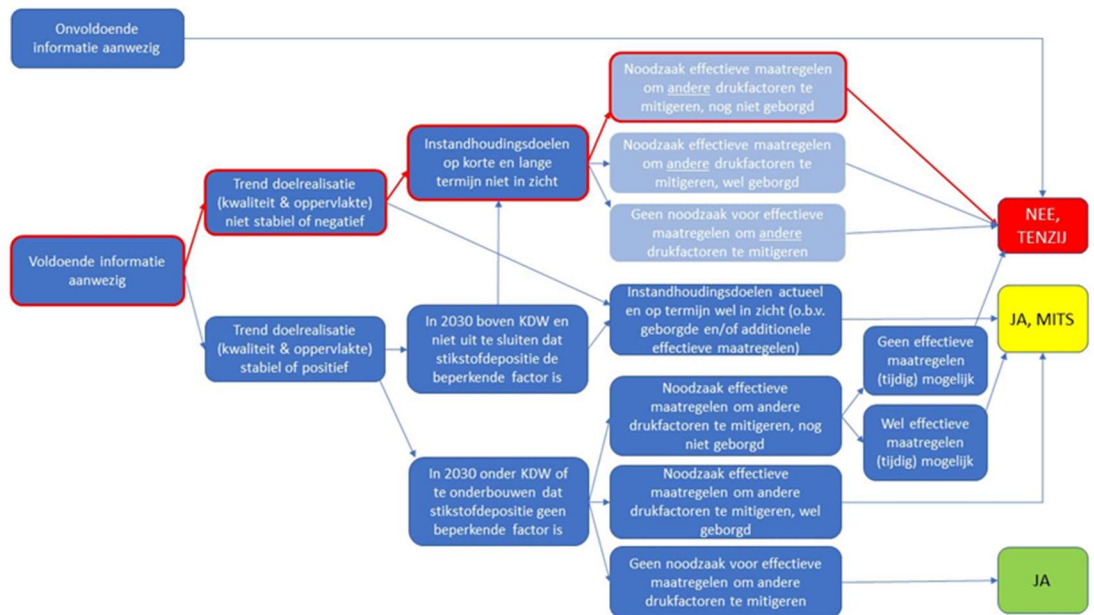 Onvoldoende
informatie aanwezig
Noodzaak effectieve maatregelen
om andere drukfactoren te
mitigeren, nog niet geborgd
Instandhoudingsdoelen
op korte en lange
termijn niet in zicht
Noodzaak effectieve maatregelen
om andere drukfactoren te
mitigeren, wel geborgd
Trend doelrealisatie
(kwaliteit & oppervlakte)
niet stabiel of negatief
Geen noodzaak voor effectieve
maatregelen om andere
drukfactoren te mitigeren
NEE,
TENZIJ
Voldoende informatie
aanwezig
Trend doelrealisatie
(kwaliteit & oppervlakte)
stabiel of positief
In 2030 boven KDW en
niet uit te sluiten dat
stikstofdepositie de
beperkende factor is
Instandhoudingsdoelen actueel
en op termijn wel in zicht (o.b.v.
geborgde en/of additionele
effectieve maatregelen)
JA, MITS
Geen effectieve
maatregelen
(tijdig) mogelijk
Noodzaak effectieve
maatregelen om andere
drukfactoren te mitigeren, nog
niet geborgd
Wel effectieve
maatregelen
(tijdig) mogelijk
In 2030 onder KDW of
te onderbouwen dat
stikstofdepositie geen
beperkende factor is
Noodzaak effectieve
maatregelen om andere
drukfactoren te mitigeren, wel
geborgd
Geen noodzaak voor effectieve
maatregelen om andere
drukfactoren te mitigeren
JA